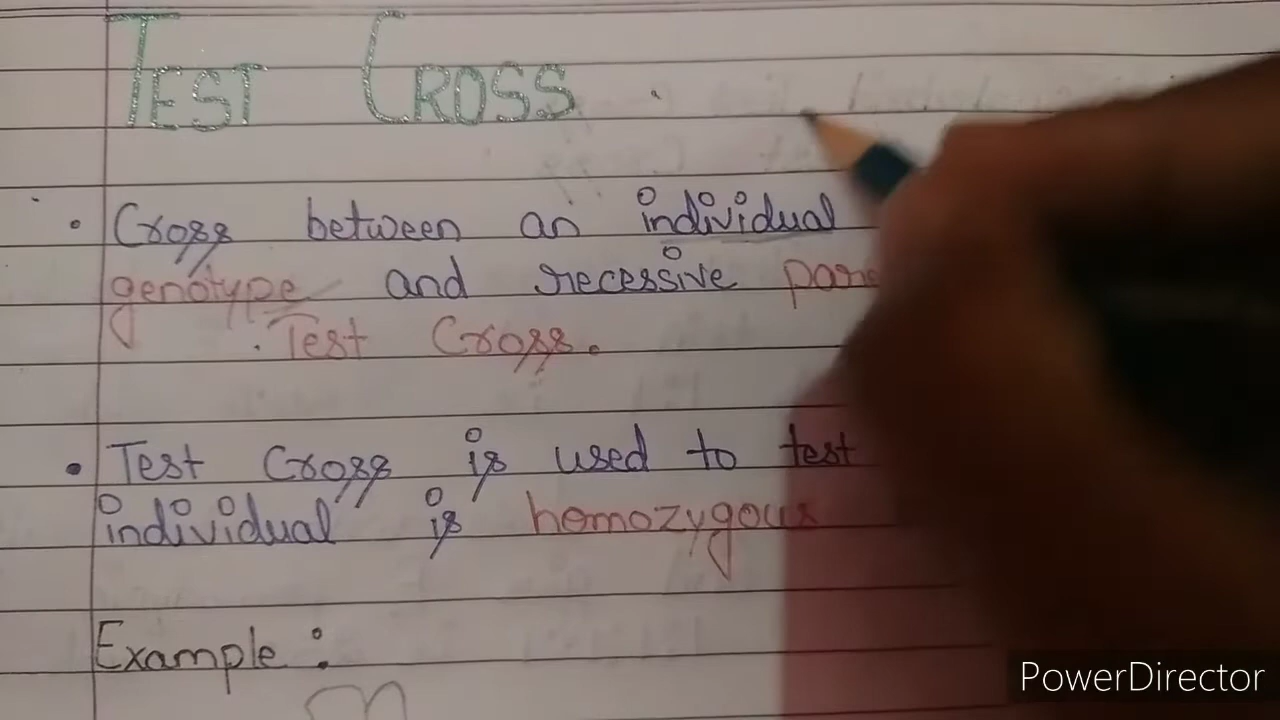 TEST CROSS
• Cross between an individual
genotype and recessive
Test Cross.
• Test Cross is used to test
individual is homozygous
Example :
PowerDirector